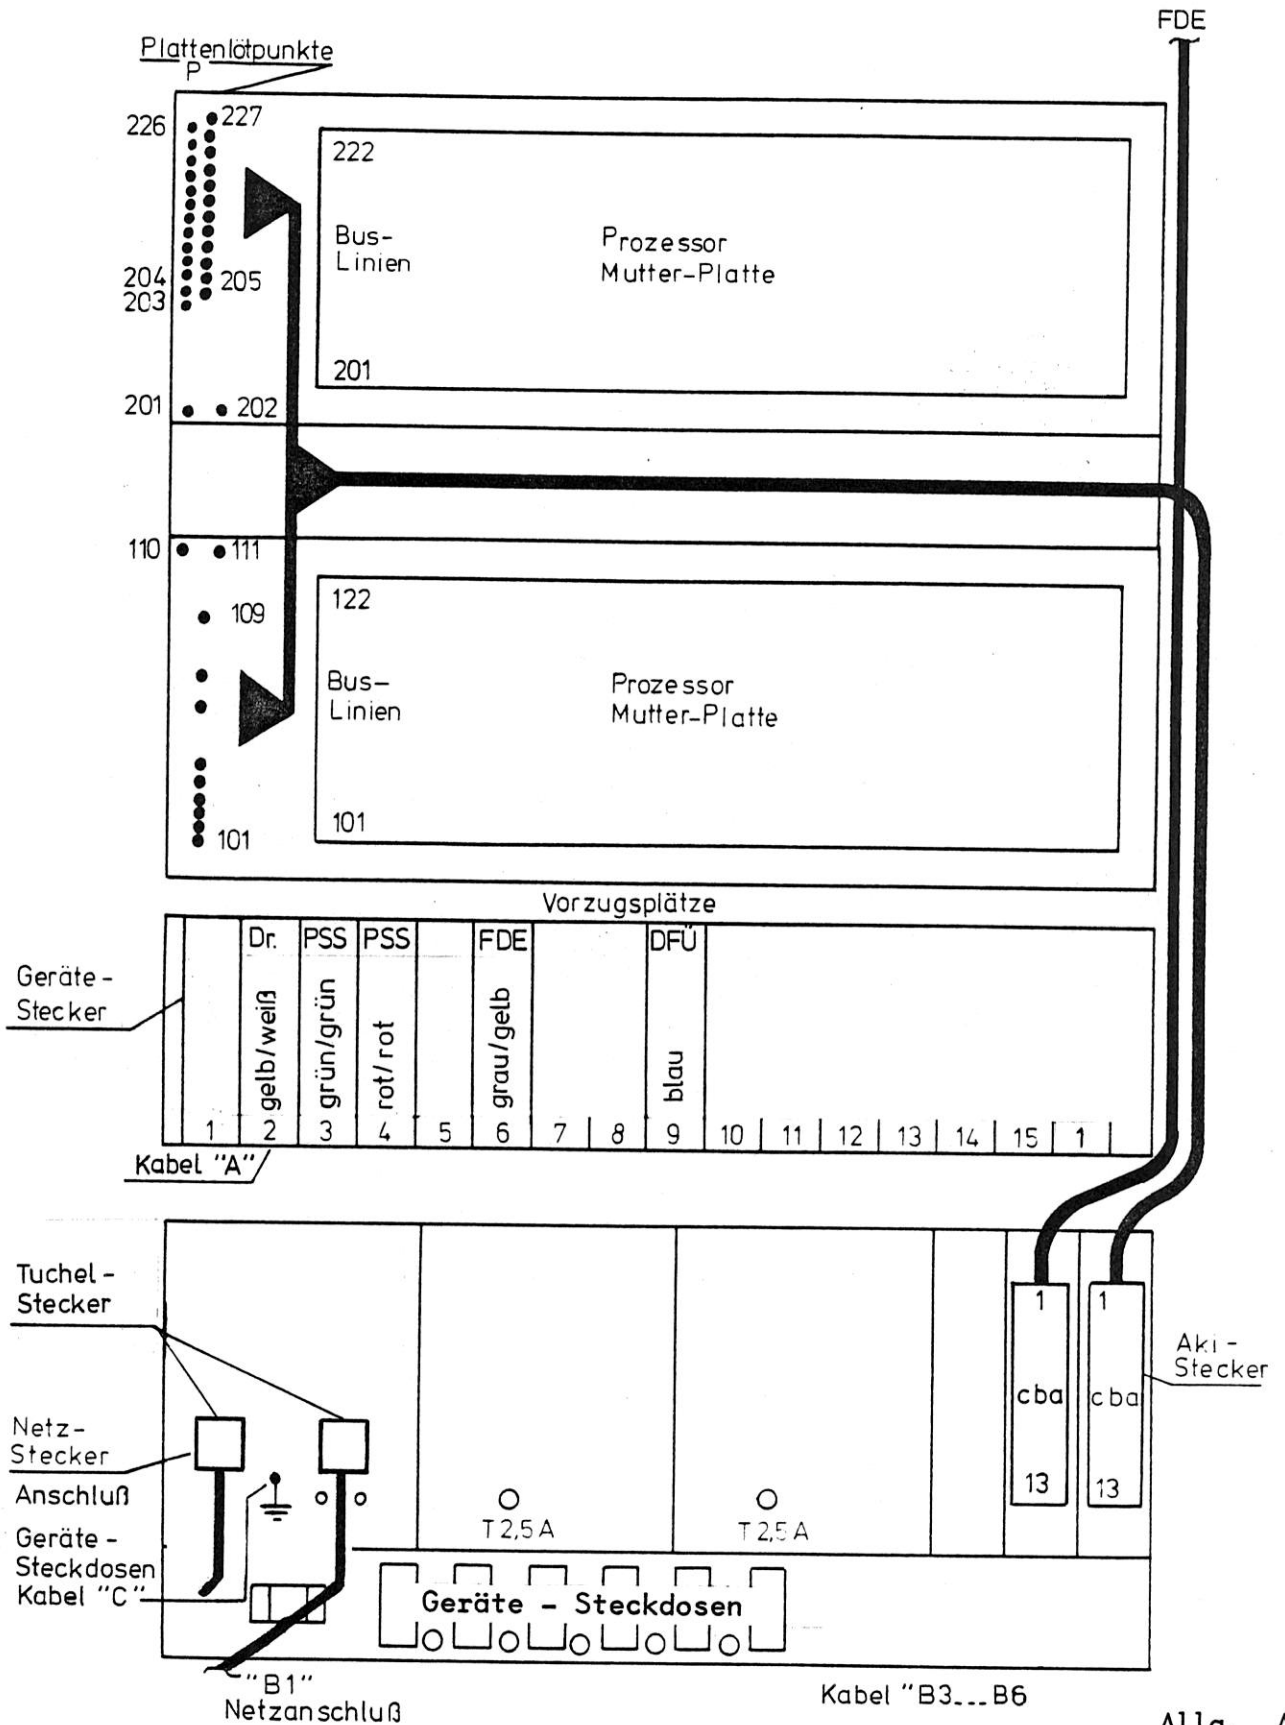 FDE
Plattenlötpunkte
P
226
227
222
Bus-
Linien
Prozessor
Mutter-Platte
204
205
203
201
201
202
110
111
109
122
Bus-
Linien
Prozessor
Mutter-Platte
101
101
Vorzugsplätze
Dr.
PSS
PSS
FDE
DFÜ
Geräte-
Stecker
gelb/weiß
grün/grün
rot/rot
grau/gelb
blau
1 2 3 4 5 6 7 8 9 10 11 12 13 14 15 1
Kabel "A"
Tuchel-
Stecker
1
1
Aki-
Stecker
cba
cba
Netz-
Stecker
Anschluß
13
13
T 2,5 A
T 2,5 A
Geräte-
Steckdosen
Kabel "C"
Geräte - Steckdosen
"B1"
Netzanschluß
Kabel "B3---B6